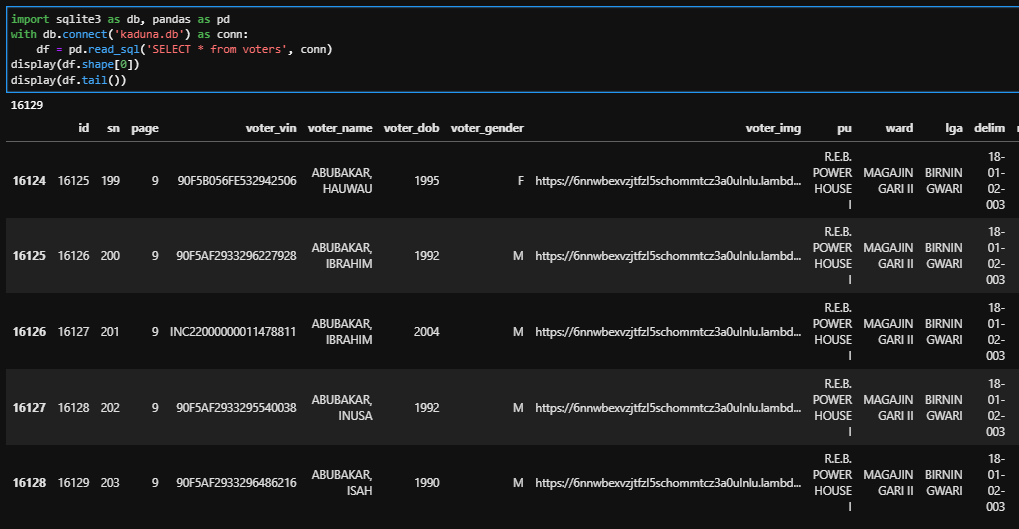 import sqlite3 as db, pandas as pd
with db.connect('kaduna.db') as conn:
    df = pd.read_sql('SELECT * from voters', conn)
display(df.shape[0])
display(df.tail())
16129
id sn page voter_vin voter_name voter_dob voter_gender voter_img pu ward lga delim
16124 16125 199 9 90F5B056FE532942506 ABUBAKAR, HAUWAU 1995 F https://6nnwbexvzjtfzl5schommtcz3a0ulnlu.lambd... R.E.B. POWER HOUSE I MAGAJIN GARI II BIRNIN GWARI 18-01-02-003
16125 16126 200 9 90F5AF2933296227928 ABUBAKAR, IBRAHIM 1992 M https://6nnwbexvzjtfzl5schommtcz3a0ulnlu.lambd... R.E.B. POWER HOUSE I MAGAJIN GARI II BIRNIN GWARI 18-01-02-003
16126 16127 201 9 INC22000000011478811 ABUBAKAR, IBRAHIM 2004 M https://6nnwbexvzjtfzl5schommtcz3a0ulnlu.lambd... R.E.B. POWER HOUSE I MAGAJIN GARI II BIRNIN GWARI 18-01-02-003
16127 16128 202 9 90F5AF2933295540038 ABUBAKAR, INUSA 1992 M https://6nnwbexvzjtfzl5schommtcz3a0ulnlu.lambd... R.E.B. POWER HOUSE I MAGAJIN GARI II BIRNIN GWARI 18-01-02-003
16128 16129 203 9 90F5AF2933296486216 ABUBAKAR, ISAH 1990 M https://6nnwbexvzjtfzl5schommtcz3a0ulnlu.lambd... R.E.B. POWER HOUSE I MAGAJIN GARI II BIRNIN GWARI 18-01-02-003